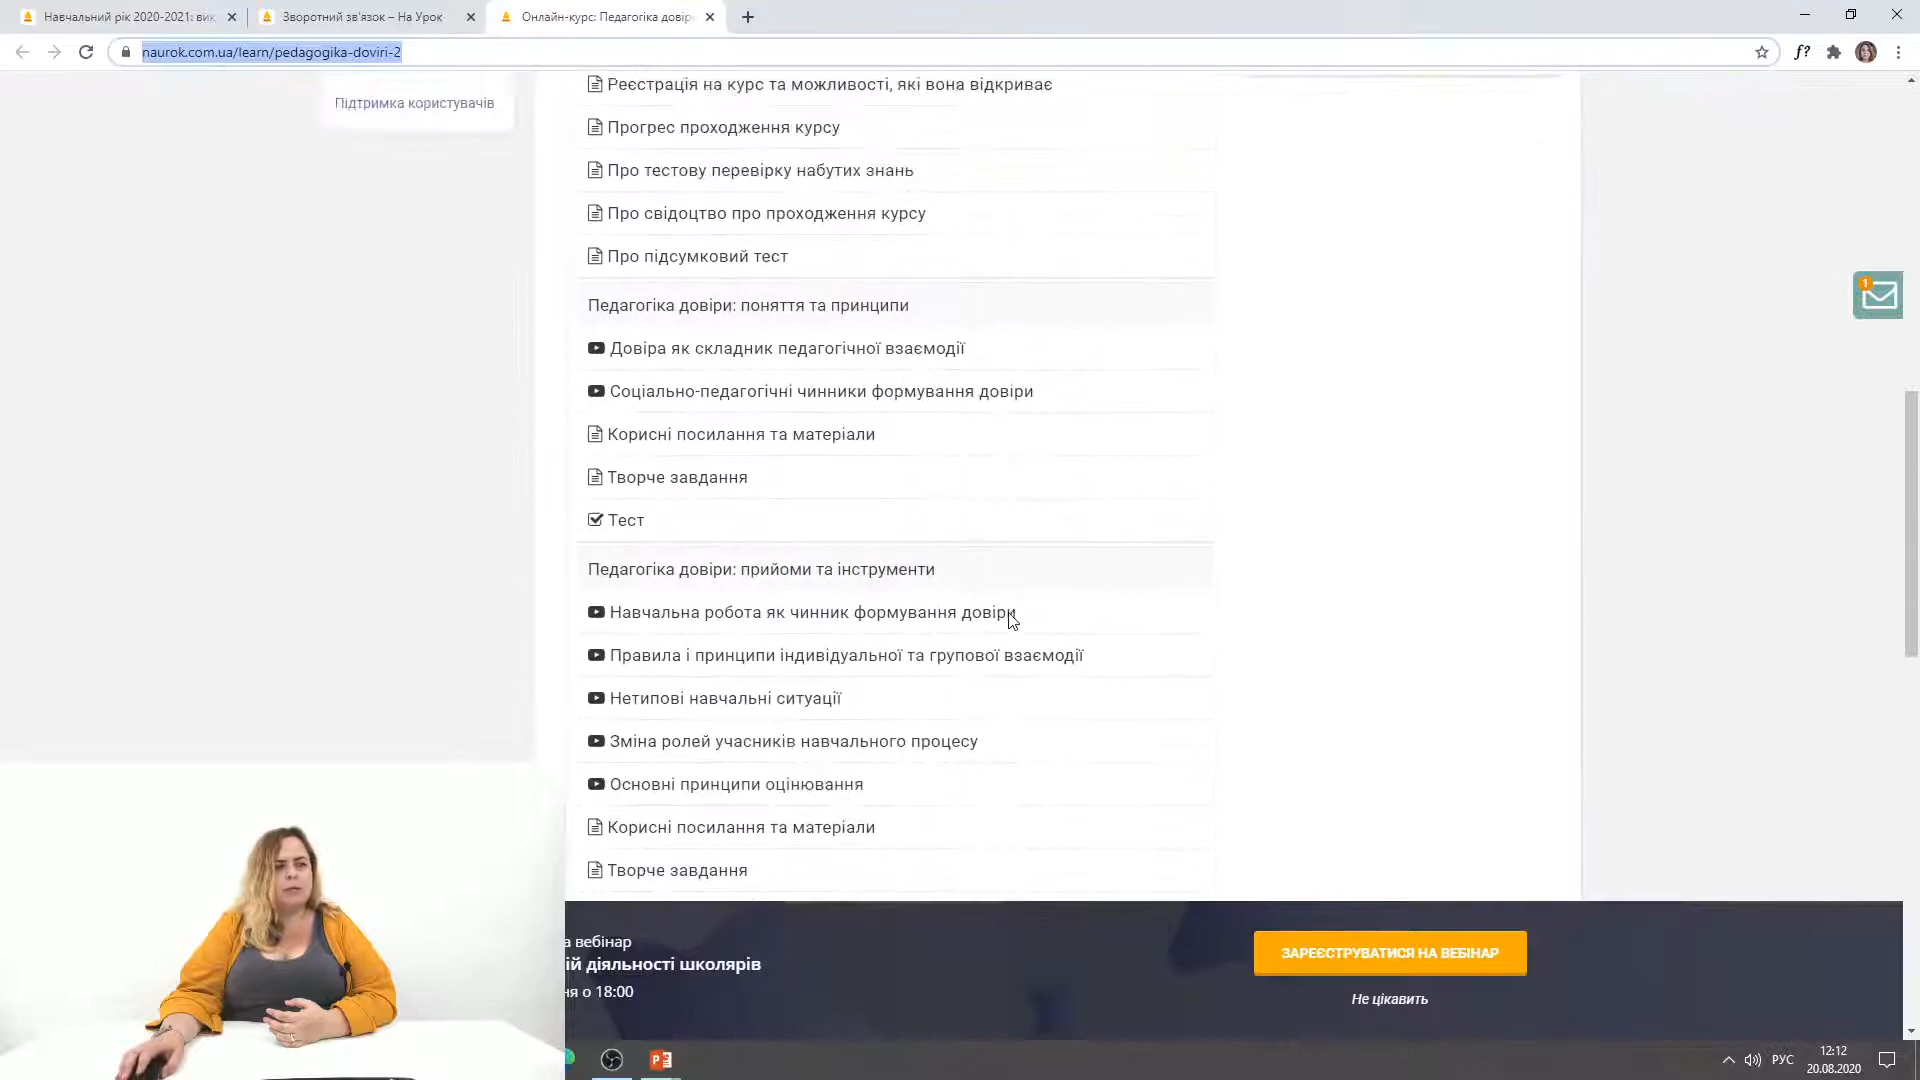 Навчальний рік 2020-2021: вик
Зворотний зв'язок – На Урок
Онлайн-курс: Педагогіка довір
naurok.com.ua/learn/pedagogika-doviri-2
f?
Підтримка користувачів
Реєстрація на курс та можливості, які вона відкриває
Прогрес проходження курсу
Про тестову перевірку набутих знань
Про свідоцтво про проходження курсу
Про підсумковий тест
Педагогіка довіри: поняття та принципи
Довіра як складник педагогічної взаємодії
Соціально-педагогічні чинники формування довіри
Корисні посилання та матеріали
Творче завдання
Тест
Педагогіка довіри: прийоми та інструменти
Навчальна робота як чинник формування довіри
Правила і принципи індивідуальної та групової взаємодії
Нетипові навчальні ситуації
Зміна ролей учасників навчального процесу
Основні принципи оцінювання
Корисні посилання та матеріали
Творче завдання
1
а вебінар
ій діяльності школярів
ня о 18:00
ЗАРЕЄСТРУВАТИСЯ НА ВЕБІНАР
Не цікавить
РУС
12:12
20.08.2020